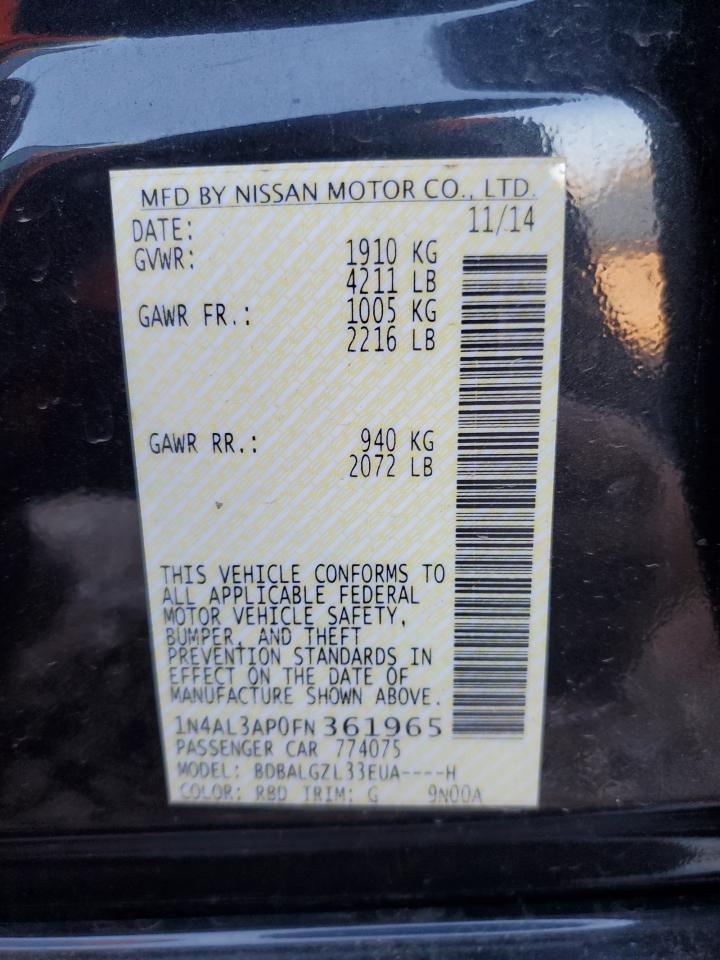 MFD BY NISSAN MOTOR CO., LTD.
DATE: 11/14
GVWR: 1910 KG
4211 LB
GAWR FR.: 1005 KG
2216 LB
GAWR RR.: 940 KG
2072 LB
THIS VEHICLE CONFORMS TO
ALL APPLICABLE FEDERAL
MOTOR VEHICLE SAFETY,
BUMPER, AND THEFT
PREVENTION STANDARDS IN
EFFECT ON THE DATE OF
MANUFACTURE SHOWN ABOVE.
1N4AL3AP0FN361965
PASSENGER CAR 774075
MODEL: BDBALGZL33EUA----H
COLOR: RBD TRIM: G 9N00A